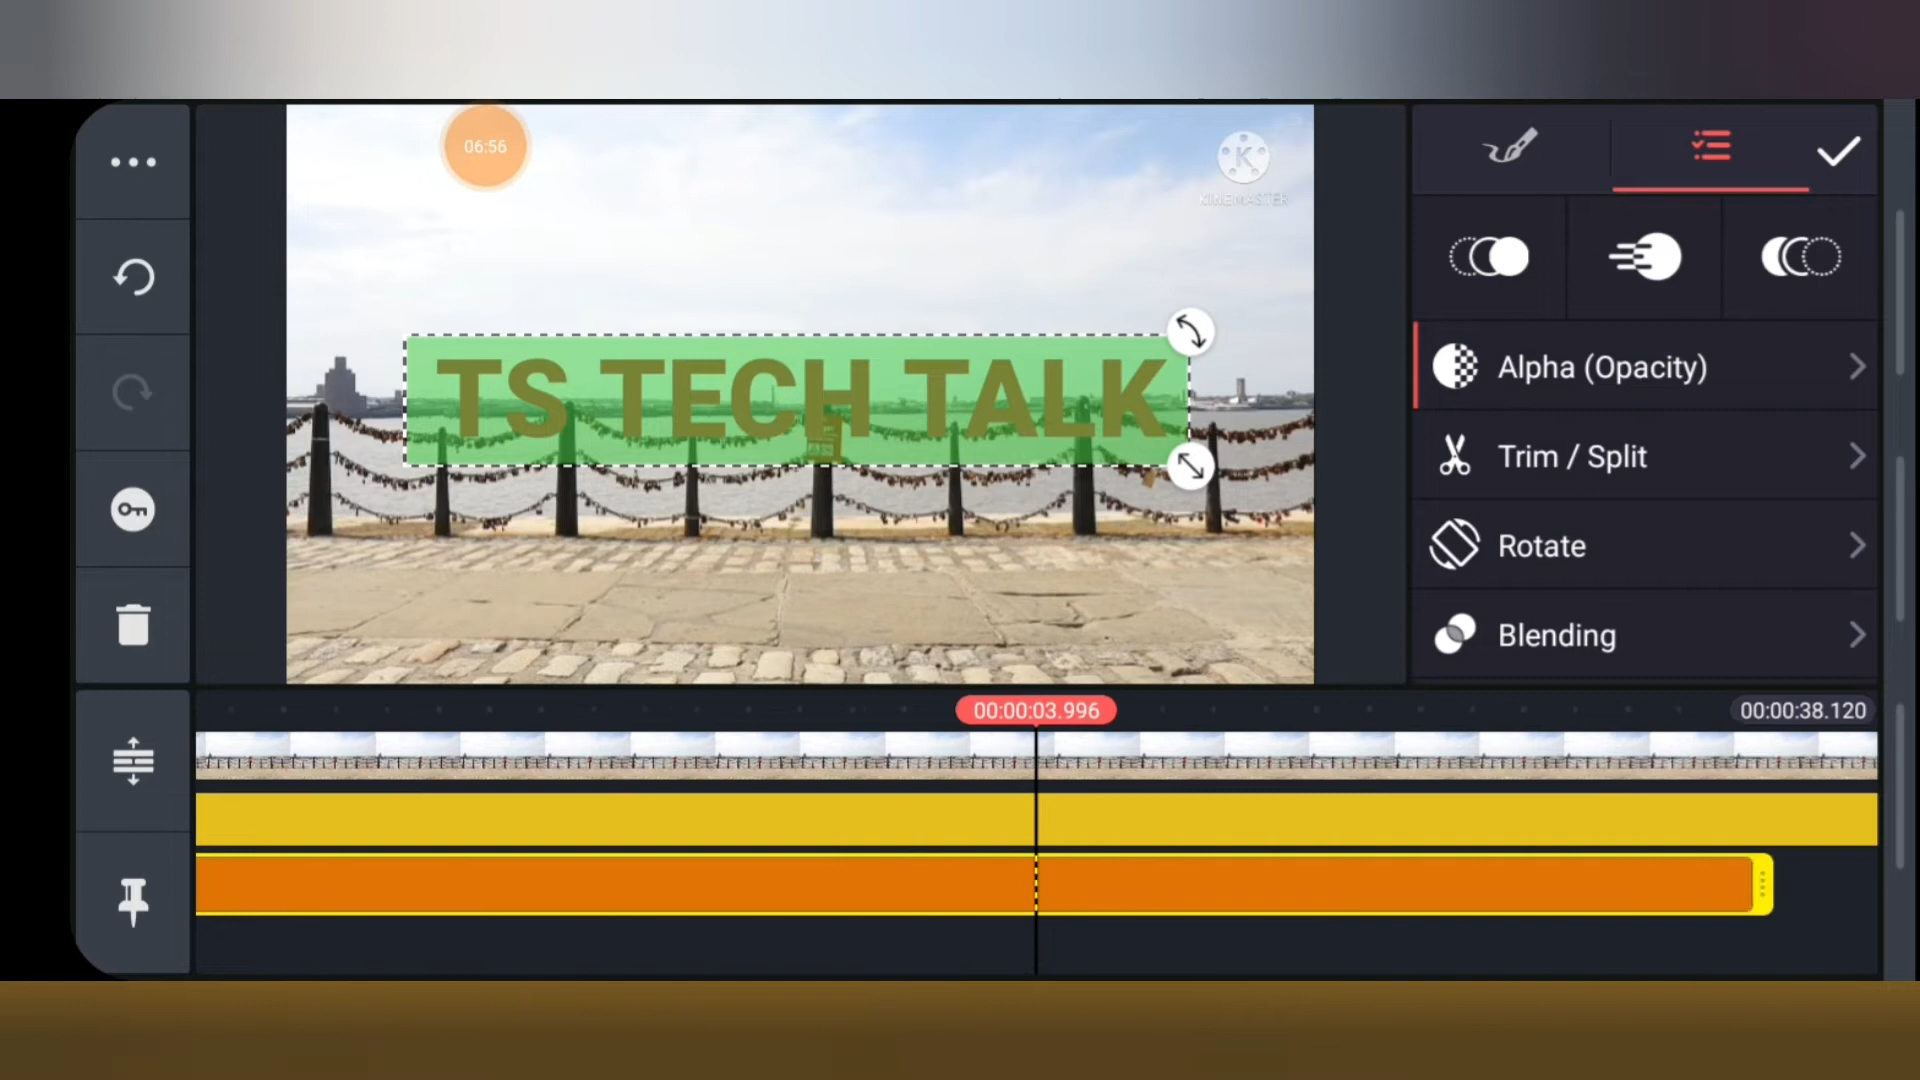 06:56
KINEMASTER
TS TECH TALK
Alpha (Opacity)
Trim / Split
Rotate
Blending
00:00:03.996
00:00:38.120